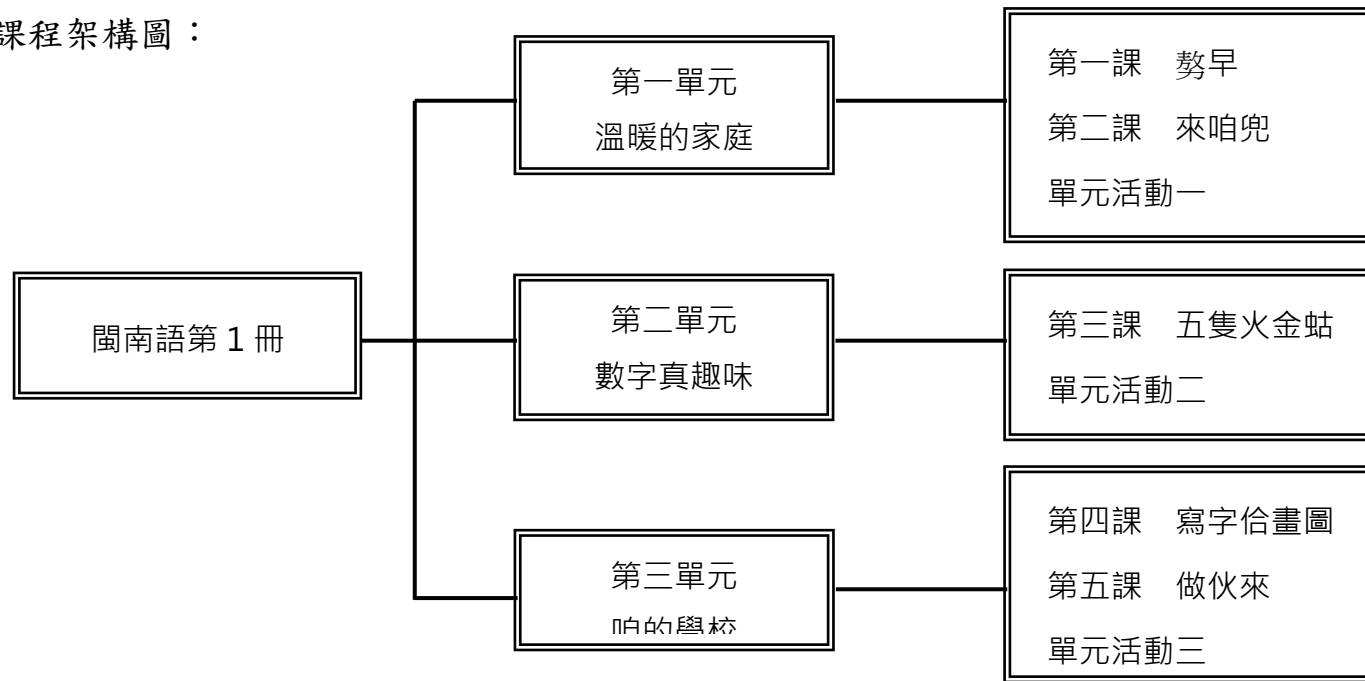 課程架構圖：
第一單元
溫暖的家庭
第一課　勢早
第二課　來咱兜
單元活動一
閩南語第 1 冊
第二單元
數字真趣味
第三課　五隻火金蛄
單元活動二
第三單元
咱的學校
第四課　寫字佮畫圖
第五課　做伙來
單元活動三